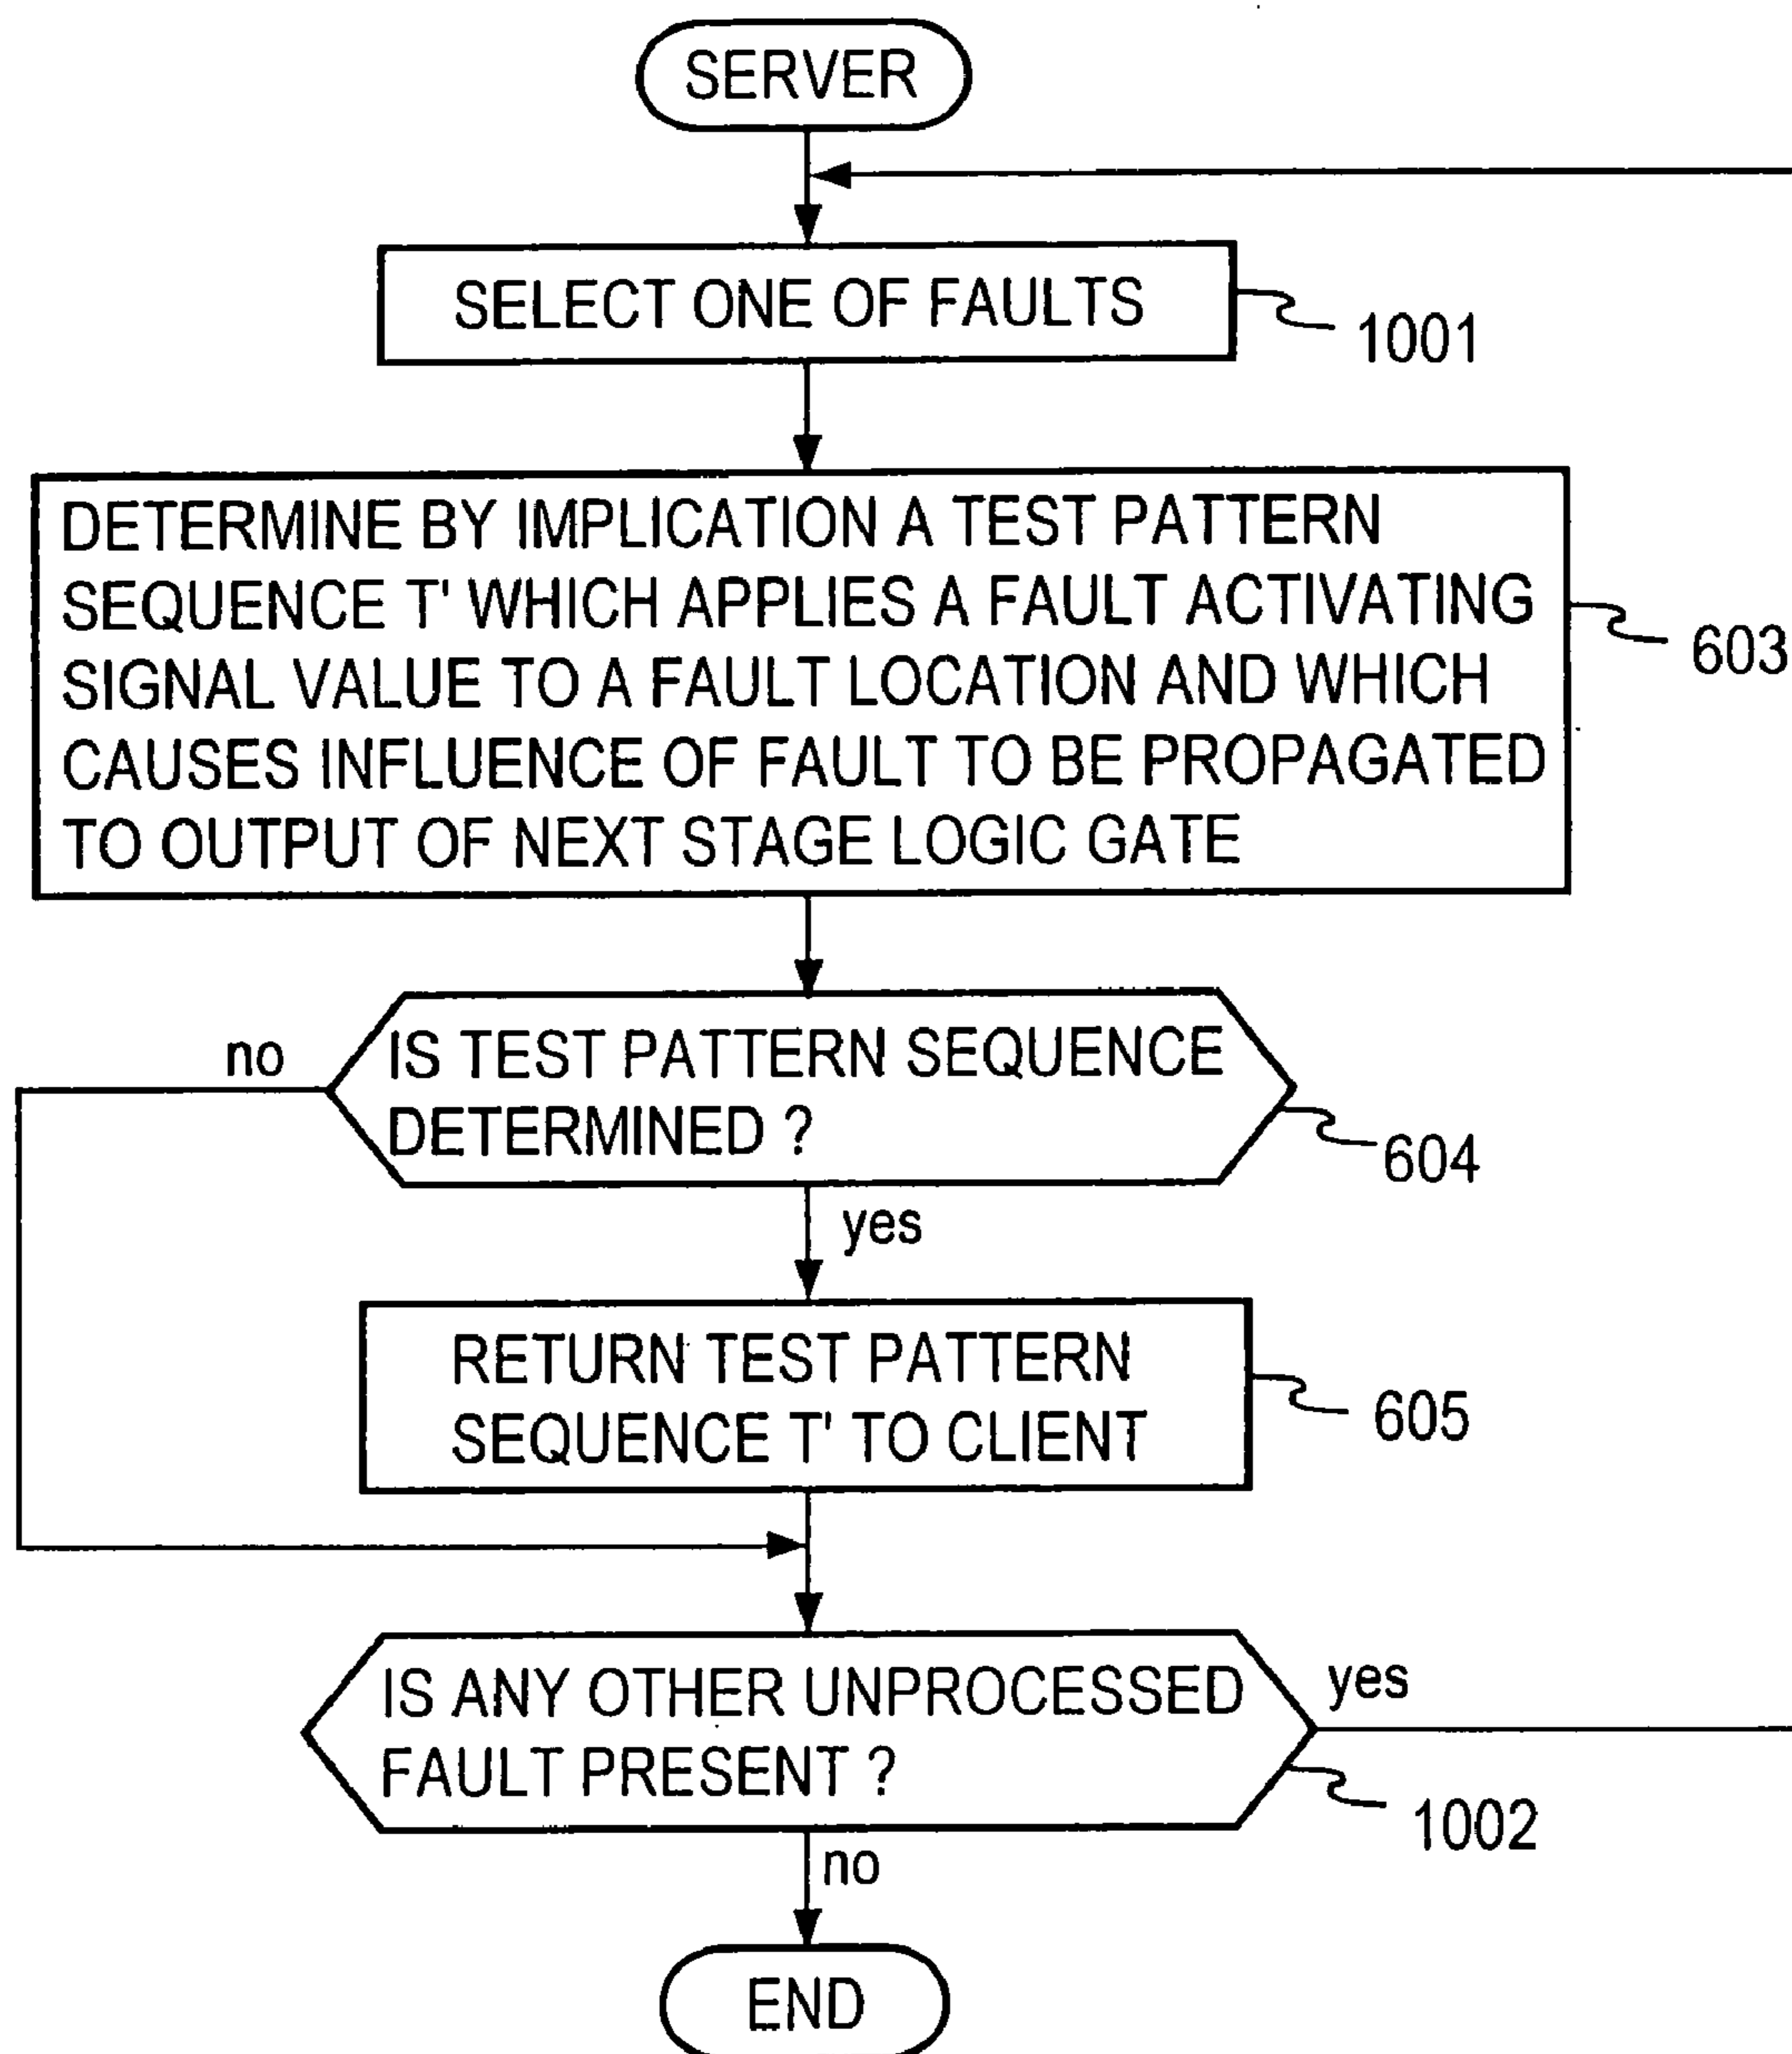 SERVER
SELECT ONE OF FAULTS
1001
DETERMINE BY IMPLICATION A TEST PATTERN
SEQUENCE T' WHICH APPLIES A FAULT ACTIVATING
SIGNAL VALUE TO A FAULT LOCATION AND WHICH
CAUSES INFLUENCE OF FAULT TO BE PROPAGATED
TO OUTPUT OF NEXT STAGE LOGIC GATE
603
no
IS TEST PATTERN SEQUENCE
DETERMINED ?
604
yes
RETURN TEST PATTERN
SEQUENCE T' TO CLIENT
605
IS ANY OTHER UNPROCESSED
FAULT PRESENT ?
yes
1002
no
END